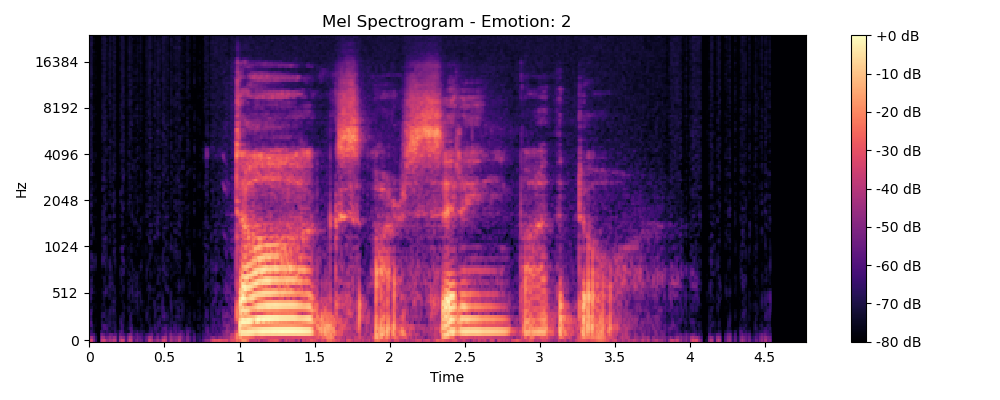 Mel Spectrogram - Emotion: 2
Hz
16384
8192
4096
2048
1024
512
0
0 0.5 1 1.5 2 2.5 3 3.5 4 4.5
Time
+0 dB
-10 dB
-20 dB
-30 dB
-40 dB
-50 dB
-60 dB
-70 dB
-80 dB